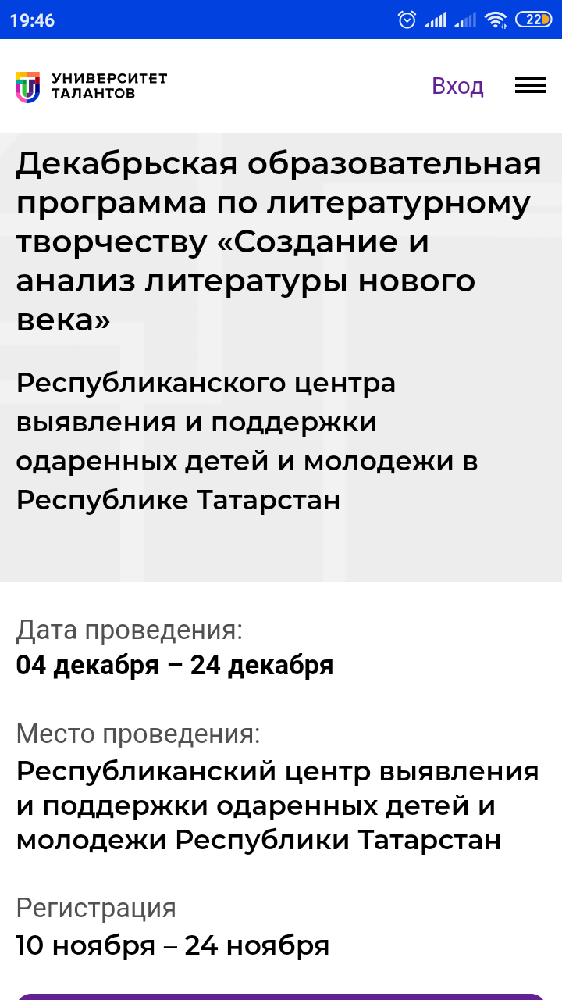 19:46
22
УНИВЕРСИТЕТ
ТАЛАНТОВ
Вход
Декабрьская образовательная
программа по литературному
творчеству «Создание и
анализ литературы нового
века»
Республиканского центра
выявления и поддержки
одаренных детей и молодежи в
Республике Татарстан
Дата проведения:
04 декабря – 24 декабря
Место проведения:
Республиканский центр выявления
и поддержки одаренных детей и
молодежи Республики Татарстан
Регистрация
10 ноября – 24 ноября